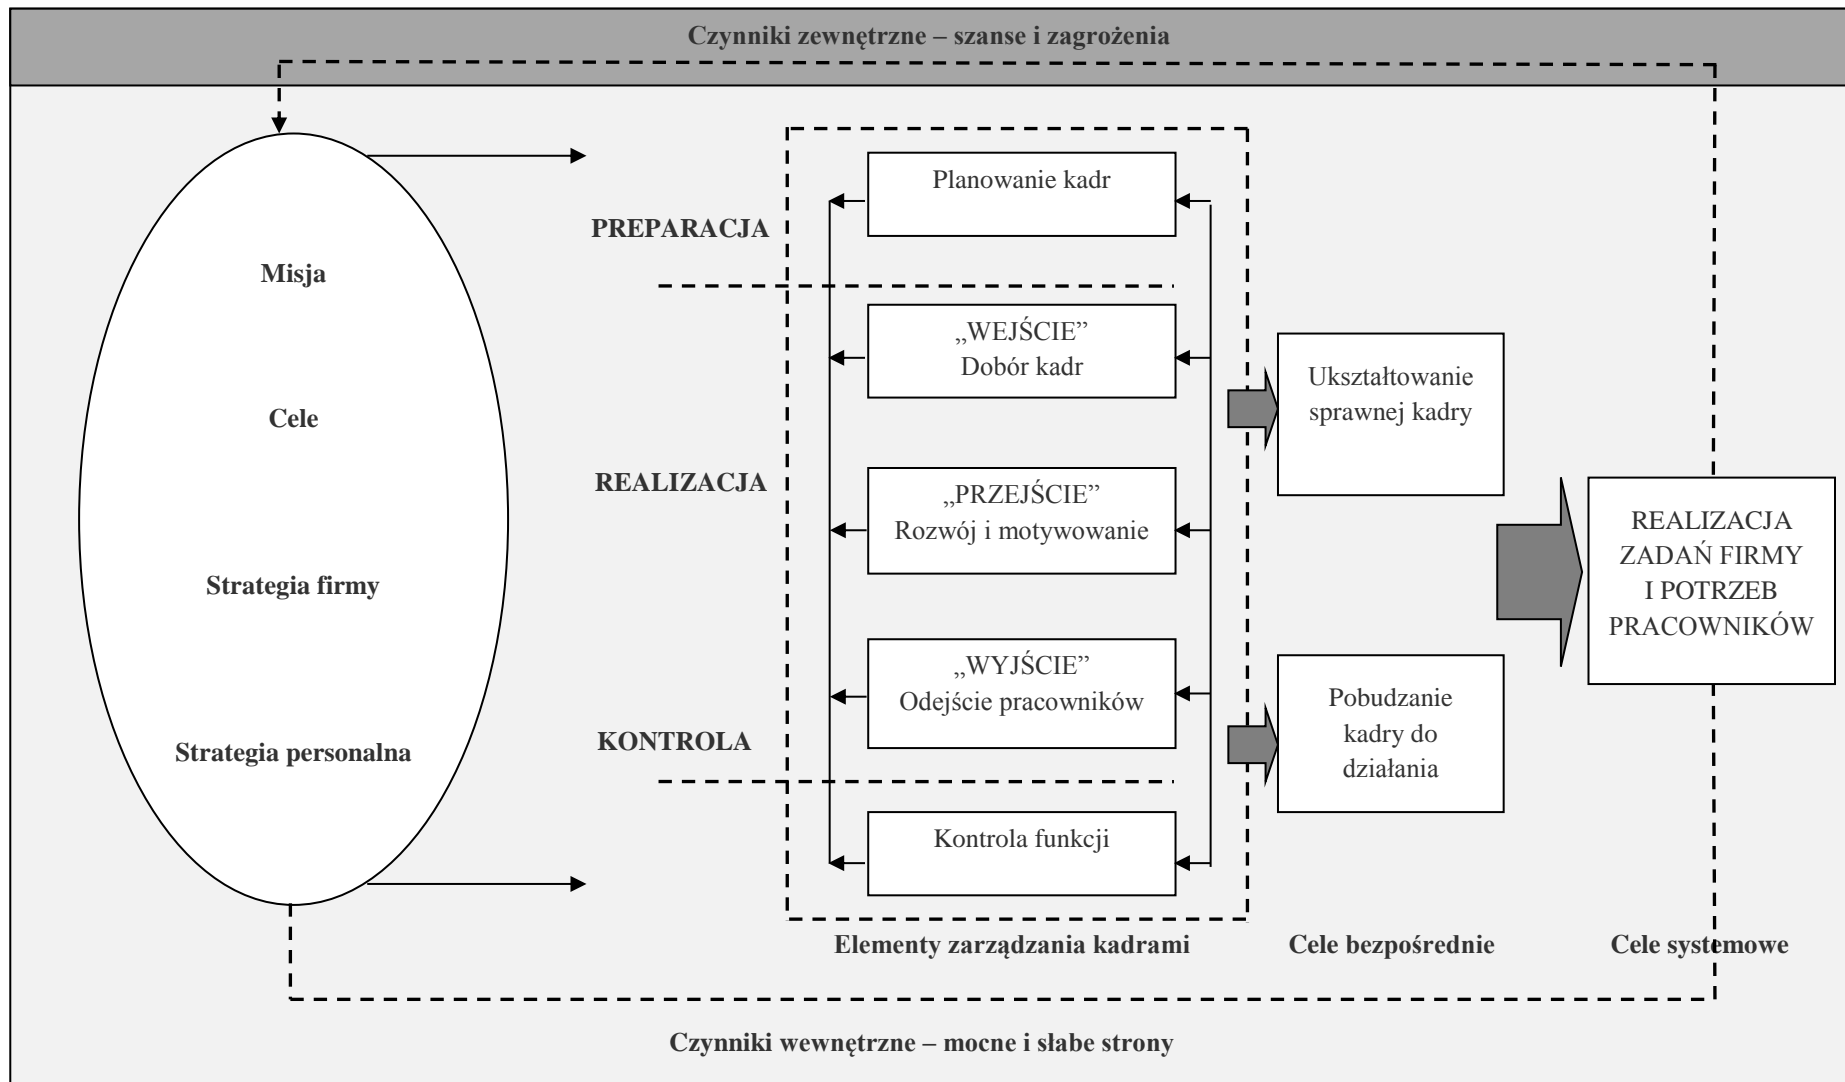 Czynniki zewnętrzne – szanse i zagrożenia
Misja
Cele
Strategia firmy
Strategia personalna
PREPARACJA
REALIZACJA
KONTROLA
Planowanie kadr
„WEJŚCIE”
Dobór kadr
„PRZEJŚCIE”
Rozwój i motywowanie
„WYJŚCIE”
Odejście pracowników
Kontrola funkcji
Elementy zarządzania kadrami
Ukształtowanie
sprawnej kadry
Pobudzanie
kadry do
działania
Cele bezpośrednie
REALIZACJA
ZADAŃ FIRMY
I POTRZEB
PRACOWNIKÓW
Cele systemowe
Czynniki wewnętrzne – mocne i słabe strony